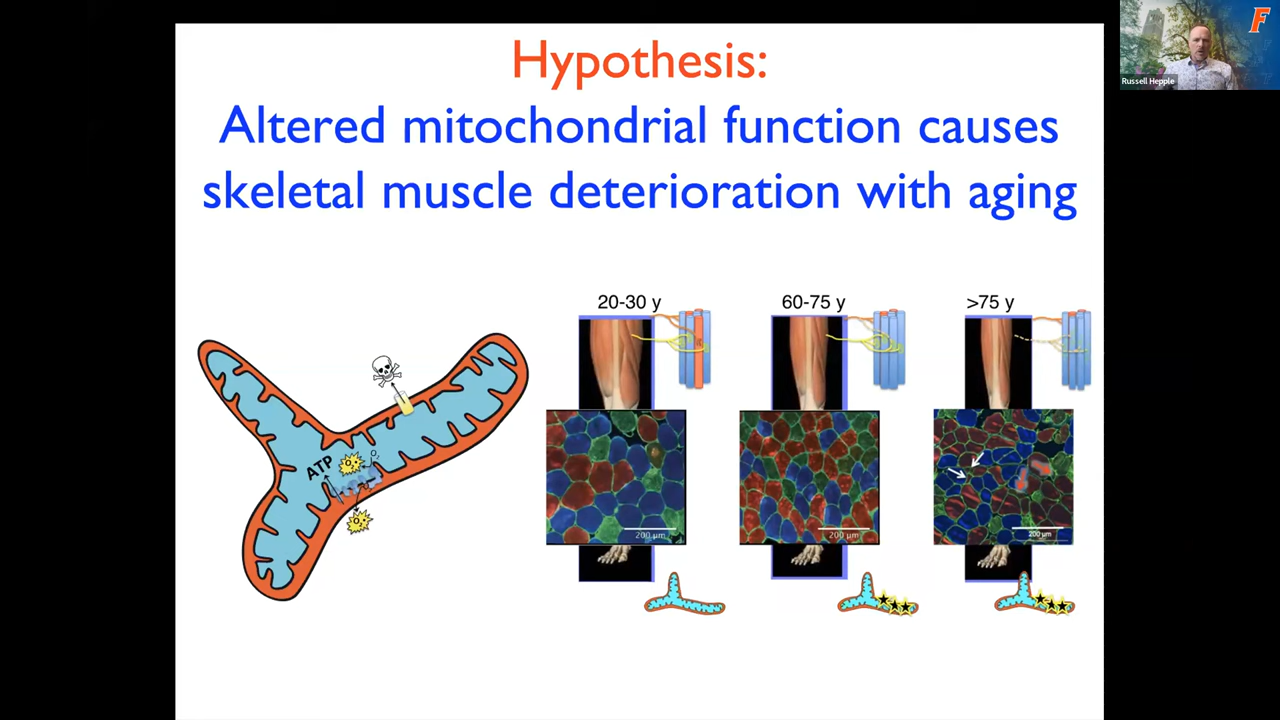 Hypothesis:
Altered mitochondrial function causes
skeletal muscle deterioration with aging
F
Russell Hepple
20-30 y
60-75 y
>75 y
ATP
200 μm
200 μm
200 μm